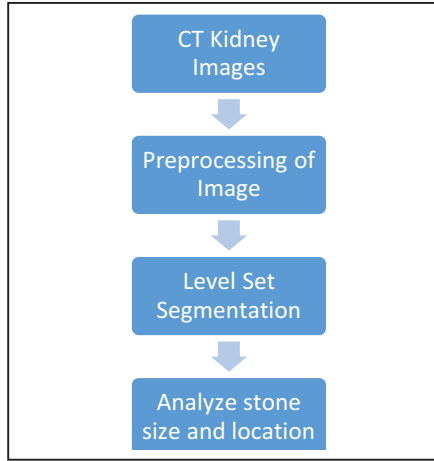 CT Kidney
Images
Preprocessing of
Image
Level Set
Segmentation
Analyze stone
size and location